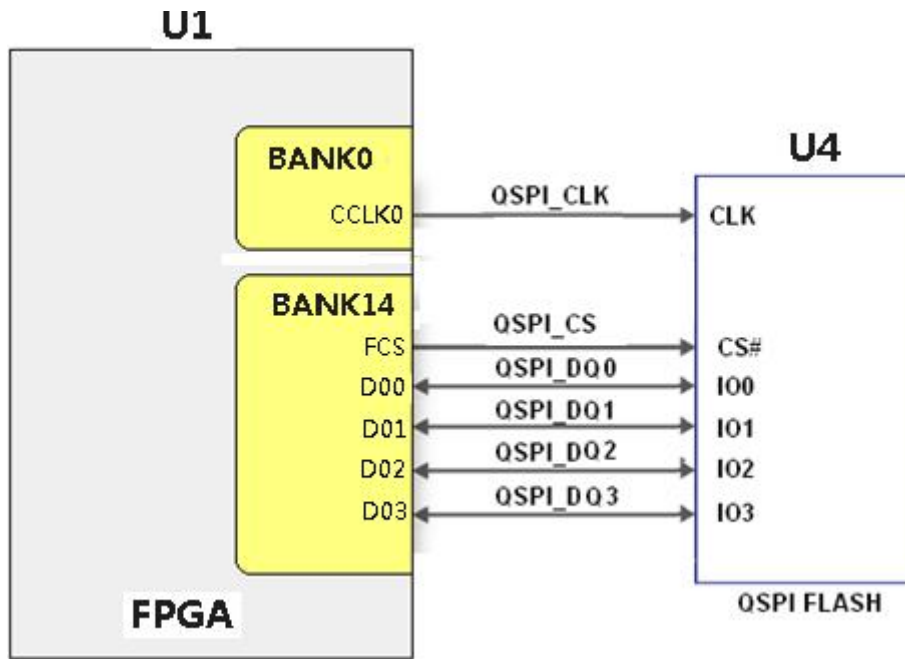 U1
U4
BANK0
CCLK0
QSPI_CLK
CLK
BANK14
FCS
QSPI_CS
CS#
D00
QSPI_DQ0
IO0
D01
QSPI_DQ1
IO1
D02
QSPI_DQ2
IO2
D03
QSPI_DQ3
IO3
FPGA
QSPI FLASH